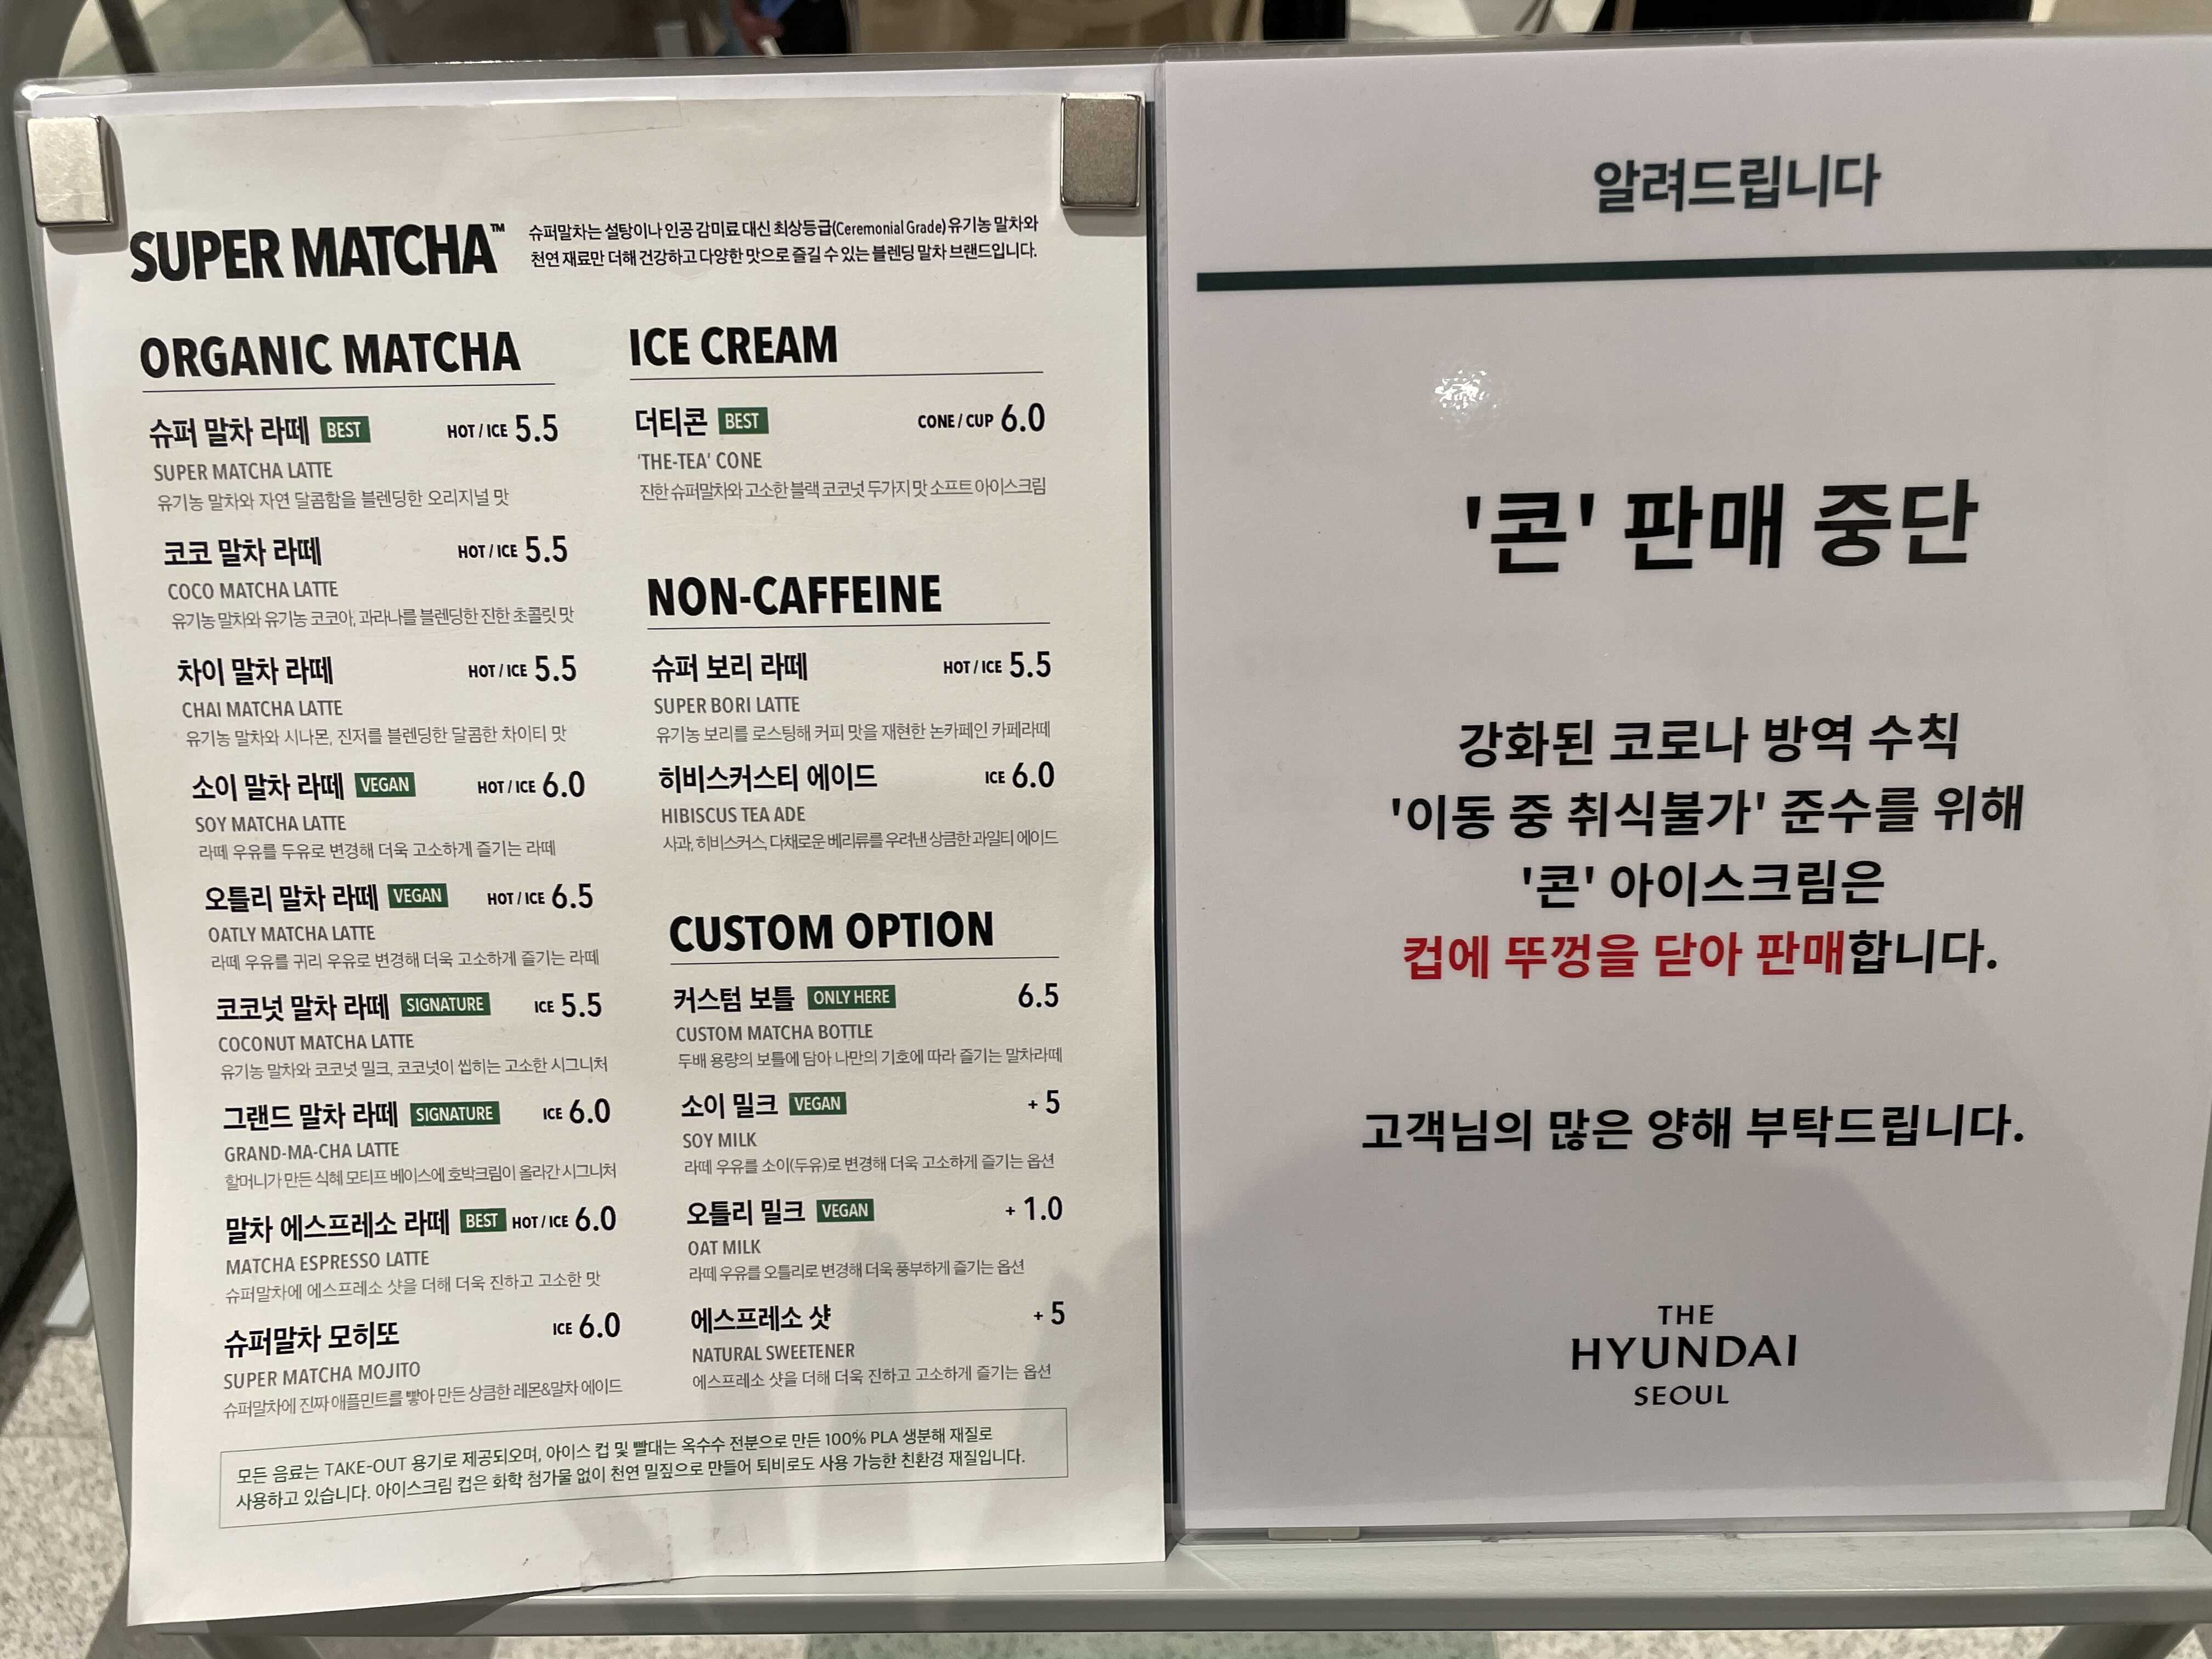 SUPER MATCHA™
슈퍼말차는 설탕이나 인공 감미료 대신 최상등급(Ceremonial Grade) 유기농 말차와
천연 재료만 더해 건강하고 다양한 맛으로 즐길 수 있는 블렌딩 말차 브랜드입니다.
ORGANIC MATCHA
슈퍼 말차 라떼 BEST HOT / ICE 5.5
SUPER MATCHA LATTE
유기농 말차와 자연 달콤함을 블렌딩한 오리지널 맛
코코 말차 라떼 HOT / ICE 5.5
COCO MATCHA LATTE
유기농 말차와 유기농 코코아, 과라나를 블렌딩한 진한 초콜릿 맛
차이 말차 라떼 HOT / ICE 5.5
CHAI MATCHA LATTE
유기농 말차와 시나몬, 진저를 블렌딩한 달콤한 차이티 맛
소이 말차 라떼 VEGAN HOT / ICE 6.0
SOY MATCHA LATTE
라떼 우유를 두유로 변경해 더욱 고소하게 즐기는 라떼
오틀리 말차 라떼 VEGAN HOT / ICE 6.5
OATLY MATCHA LATTE
라떼 우유를 귀리 우유로 변경해 더욱 고소하게 즐기는 라떼
코코넛 말차 라떼 SIGNATURE ICE 5.5
COCONUT MATCHA LATTE
유기농 말차와 코코넛 밀크, 코코넛이 씹히는 고소한 시그니처
그랜드 말차 라떼 SIGNATURE ICE 6.0
GRAND-MA-CHA LATTE
할머니가 만든 식혜 모티프 베이스에 호박크림이 올라간 시그니처
말차 에스프레소 라떼 BEST HOT / ICE 6.0
MATCHA ESPRESSO LATTE
슈퍼말차에 에스프레소 샷을 더해 더욱 진하고 고소한 맛
슈퍼말차 모히또 ICE 6.0
SUPER MATCHA MOJITO
슈퍼말차에 진짜 애플민트를 빻아 만든 상큼한 레몬&말차 에이드
ICE CREAM
더티콘 BEST CONE / CUP 6.0
'THE-TEA' CONE
진한 슈퍼말차와 고소한 블랙 코코넛 두가지 맛 소프트 아이스크림
NON-CAFFEINE
슈퍼 보리 라떼 HOT / ICE 5.5
SUPER BORI LATTE
유기농 보리를 로스팅해 커피 맛을 재현한 논카페인 카페라떼
히비스커스티 에이드 ICE 6.0
HIBISCUS TEA ADE
사과, 히비스커스, 다채로운 베리류를 우려낸 상큼한 과일티 에이드
CUSTOM OPTION
커스텀 보틀 ONLY HERE 6.5
CUSTOM MATCHA BOTTLE
두배 용량의 보틀에 담아 나만의 기호에 따라 즐기는 말차라떼
소이 밀크 VEGAN + 5
SOY MILK
라떼 우유를 소이(두유)로 변경해 더욱 고소하게 즐기는 옵션
오틀리 밀크 VEGAN + 1.0
OAT MILK
라떼 우유를 오틀리로 변경해 더욱 풍부하게 즐기는 옵션
에스프레소 샷 + 5
NATURAL SWEETENER
에스프레소 샷을 더해 더욱 진하고 고소하게 즐기는 옵션
모든 음료는 TAKE-OUT 용기로 제공되오며, 아이스 컵 및 빨대는 옥수수 전분으로 만든 100% PLA 생분해 재질로
사용하고 있습니다. 아이스크림 컵은 화학 첨가물 없이 천연 밀짚으로 만들어 퇴비로도 사용 가능한 친환경 재질입니다.
알려드립니다
'콘' 판매 중단
강화된 코로나 방역 수칙
'이동 중 취식불가' 준수를 위해
'콘' 아이스크림은
컵에 뚜껑을 닫아 판매합니다.
고객님의 많은 양해 부탁드립니다.
THE
HYUNDAI
SEOUL